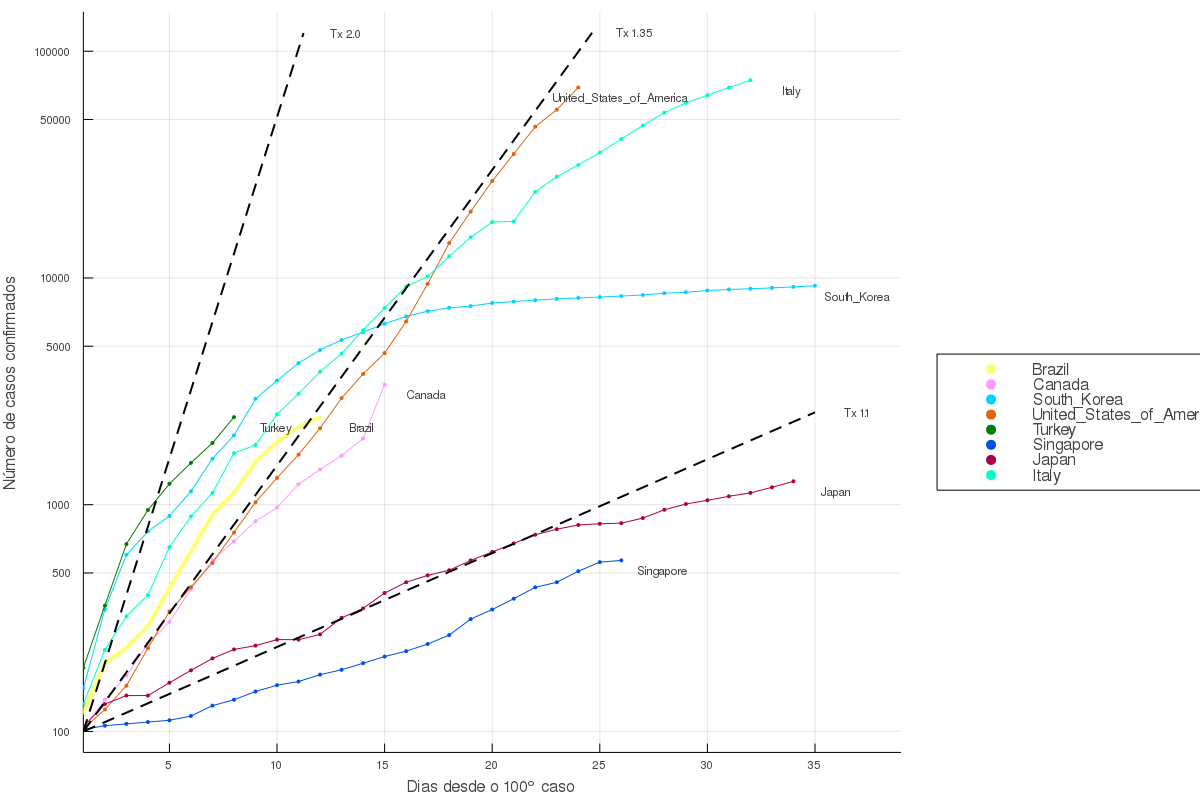 100000
50000
10000
5000
1000
500
100
Número de casos confirmados
5
10
15
20
25
30
35
Dias desde o 100º caso
Tx 2.0
Tx 1.35
United_States_of_America
Italy
South_Korea
Canada
Turkey
Brazil
Tx 1.1
Japan
Singapore
Brazil
Canada
South_Korea
United_States_of_Amer
Turkey
Singapore
Japan
Italy